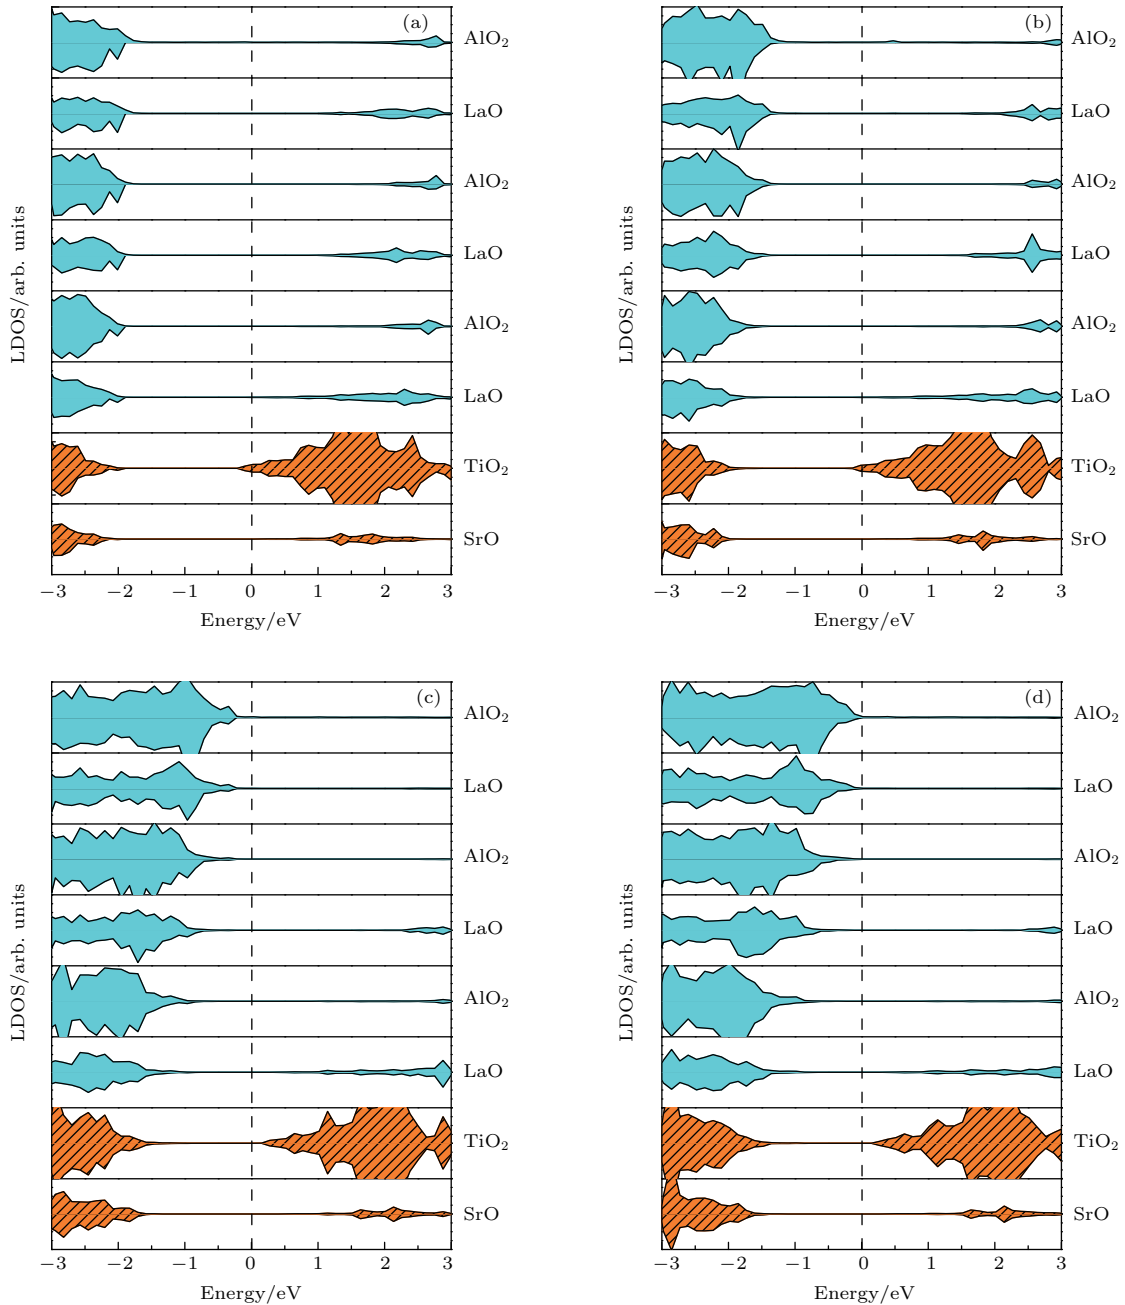 (a)
AlO₂
LaO
AlO₂
LaO
AlO₂
LaO
TiO₂
SrO
LDOS/arb. units
−3 −2 −1 0 1 2 3
Energy/eV
(b)
AlO₂
LaO
AlO₂
LaO
AlO₂
LaO
TiO₂
SrO
LDOS/arb. units
−3 −2 −1 0 1 2 3
Energy/eV
(c)
AlO₂
LaO
AlO₂
LaO
AlO₂
LaO
TiO₂
SrO
LDOS/arb. units
−3 −2 −1 0 1 2 3
Energy/eV
(d)
AlO₂
LaO
AlO₂
LaO
AlO₂
LaO
TiO₂
SrO
LDOS/arb. units
−3 −2 −1 0 1 2 3
Energy/eV